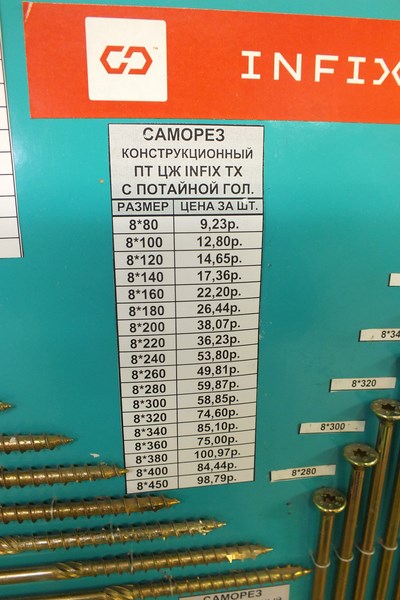 INFIX
САМОРЕЗ
КОНСТРУКЦИОННЫЙ
ПТ ЦЖ INFIX TX
С ПОТАЙНОЙ ГОЛ.
РАЗМЕР ЦЕНА ЗА ШТ.
8*80 9,23р.
8*100 12,80р.
8*120 14,65р.
8*140 17,36р.
8*160 22,20р.
8*180 26,44р.
8*200 38,07р.
8*220 36,23р.
8*240 53,80р.
8*260 49,81р.
8*280 59,87р.
8*300 58,85р.
8*320 74,60р.
8*340 85,10р.
8*360 75,00р.
8*380 100,97р.
8*400 84,44р.
8*450 98,79р.
8*34
8*320
8*300
8*280
САМОРЕЗ